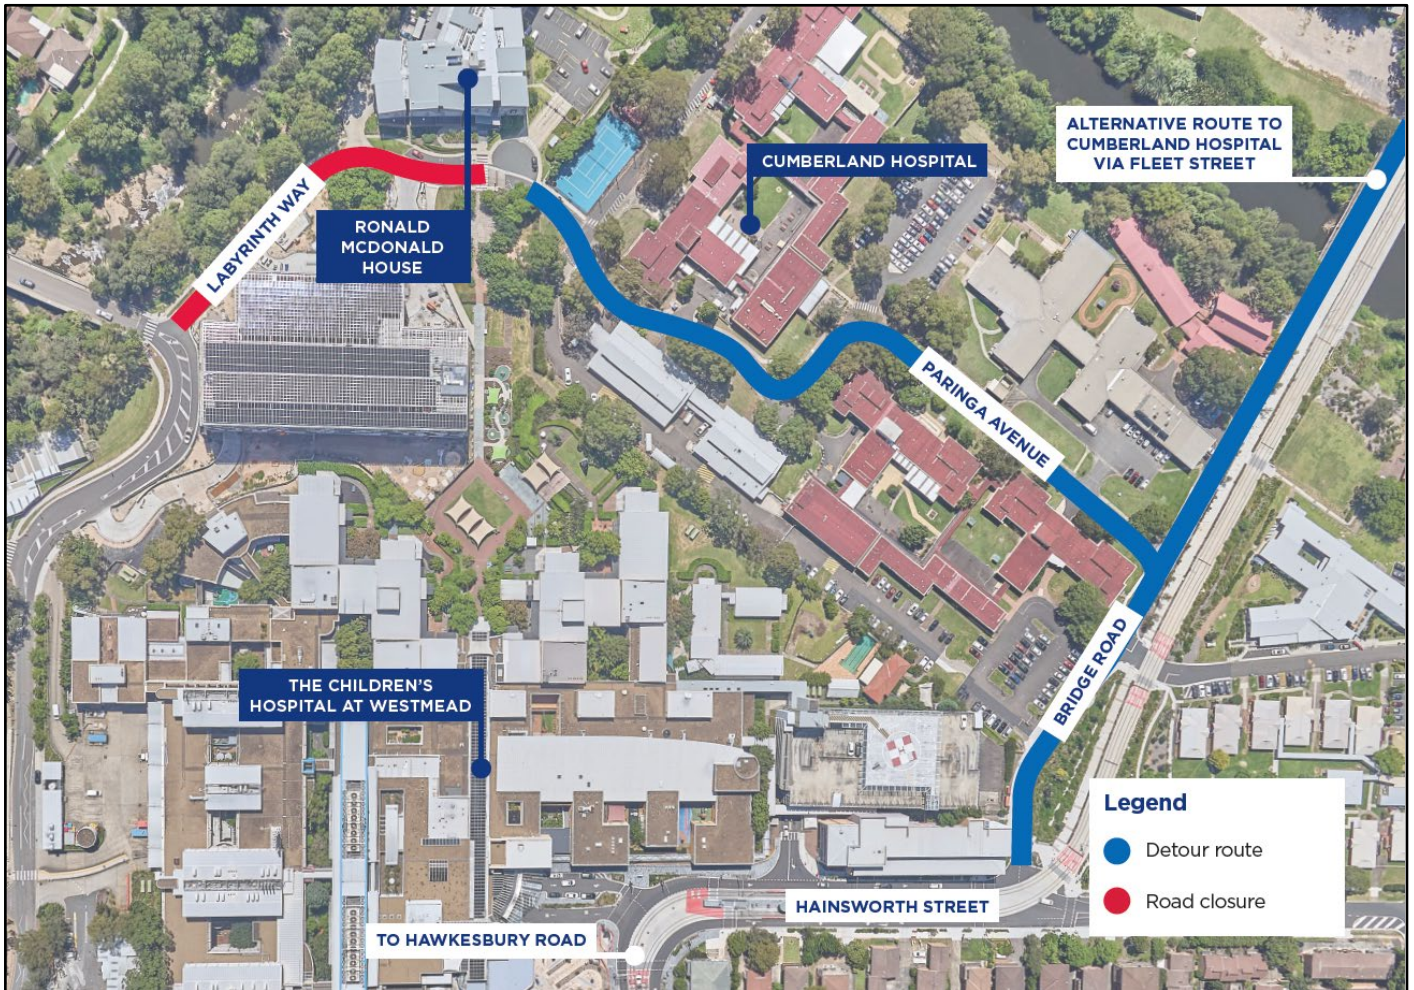 ALTERNATIVE ROUTE TO
CUMBERLAND HOSPITAL
VIA FLEET STREET
CUMBERLAND HOSPITAL
LABYRINTH WAY
RONALD
MCDONALD
HOUSE
PARINGA AVENUE
BRIDGE ROAD
THE CHILDREN'S
HOSPITAL AT WESTMEAD
Legend
Detour route
Road closure
HAINSWORTH STREET
TO HAWKESBURY ROAD